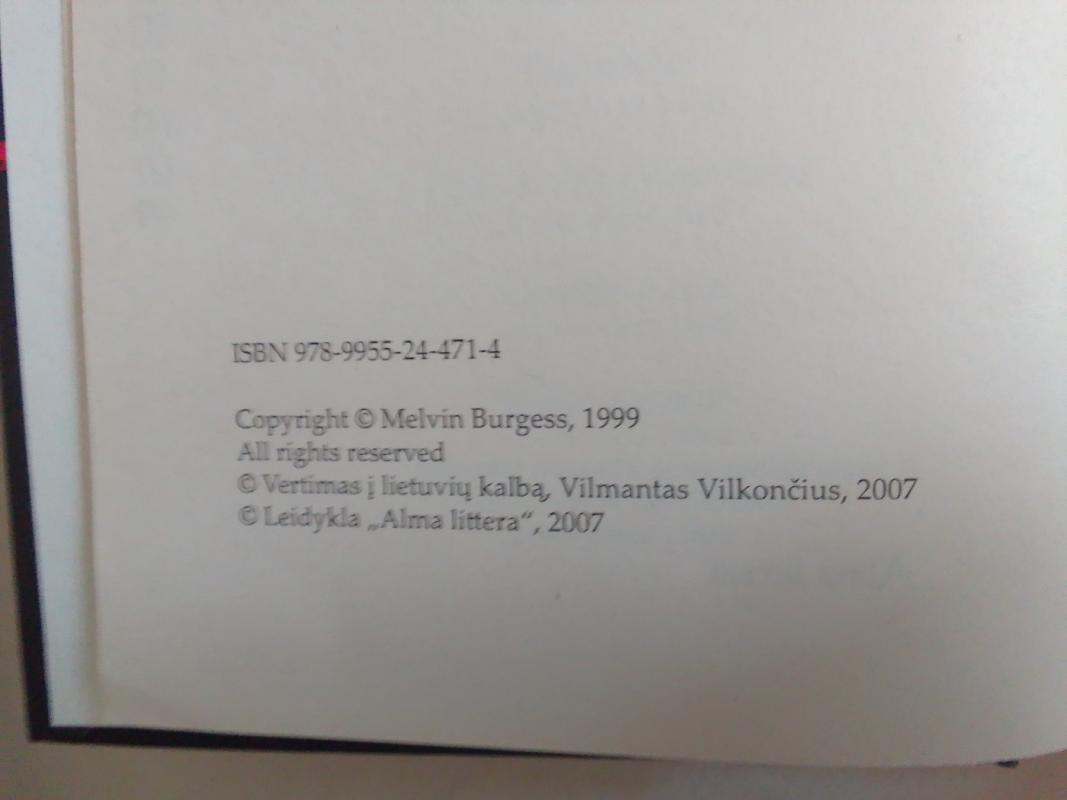 ISBN 978-9955-24-471-4
Copyright © Melvin Burgess, 1999
All rights reserved
© Vertimas į lietuvių kalbą, Vilmantas Vilkončius, 2007
© Leidykla „Alma littera“, 2007